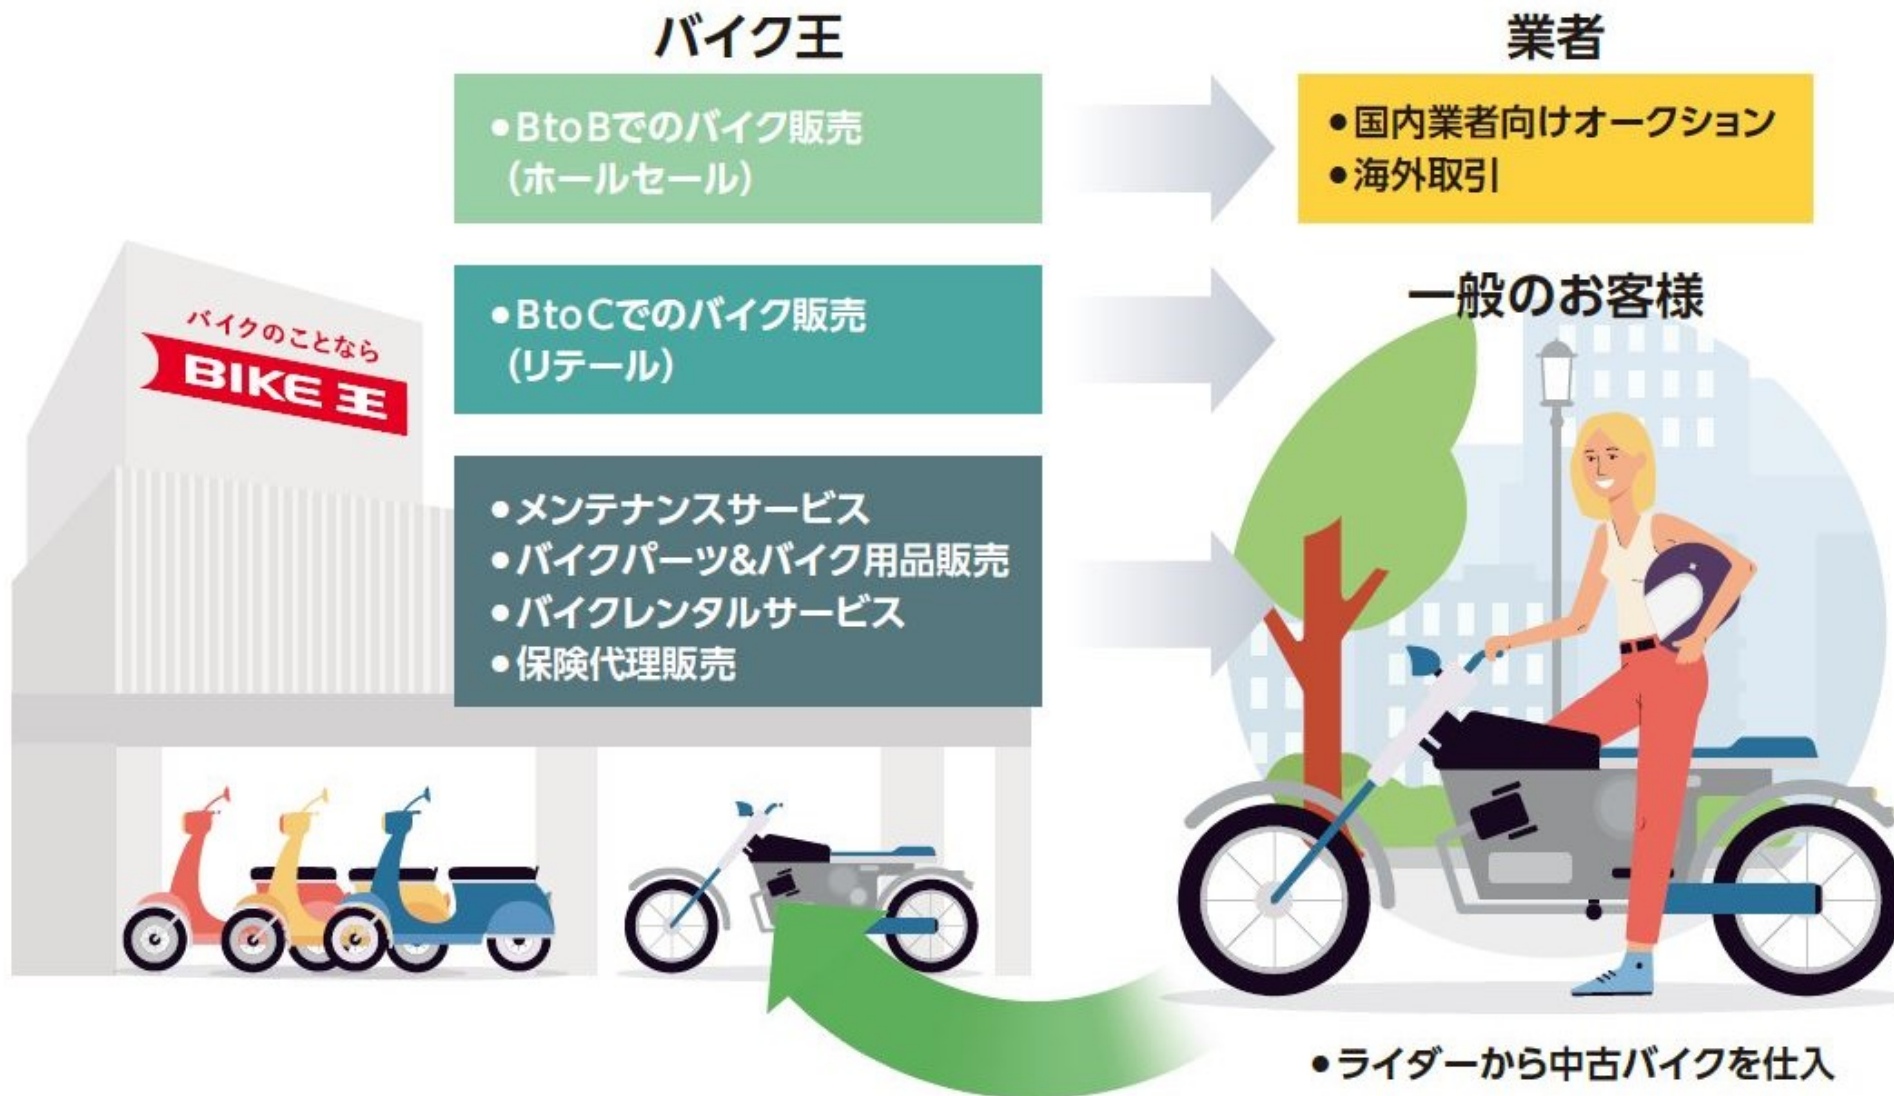 バイク王
業者
●BtoBでのバイク販売
(ホールセール)
●国内業者向けオークション
●海外取引
一般のお客様
●BtoCでのバイク販売
(リテール)
バイクのことなら
BIKE 王
●メンテナンスサービス
●バイクパーツ&バイク用品販売
●バイクレンタルサービス
●保険代理販売
●ライダーから中古バイクを仕入